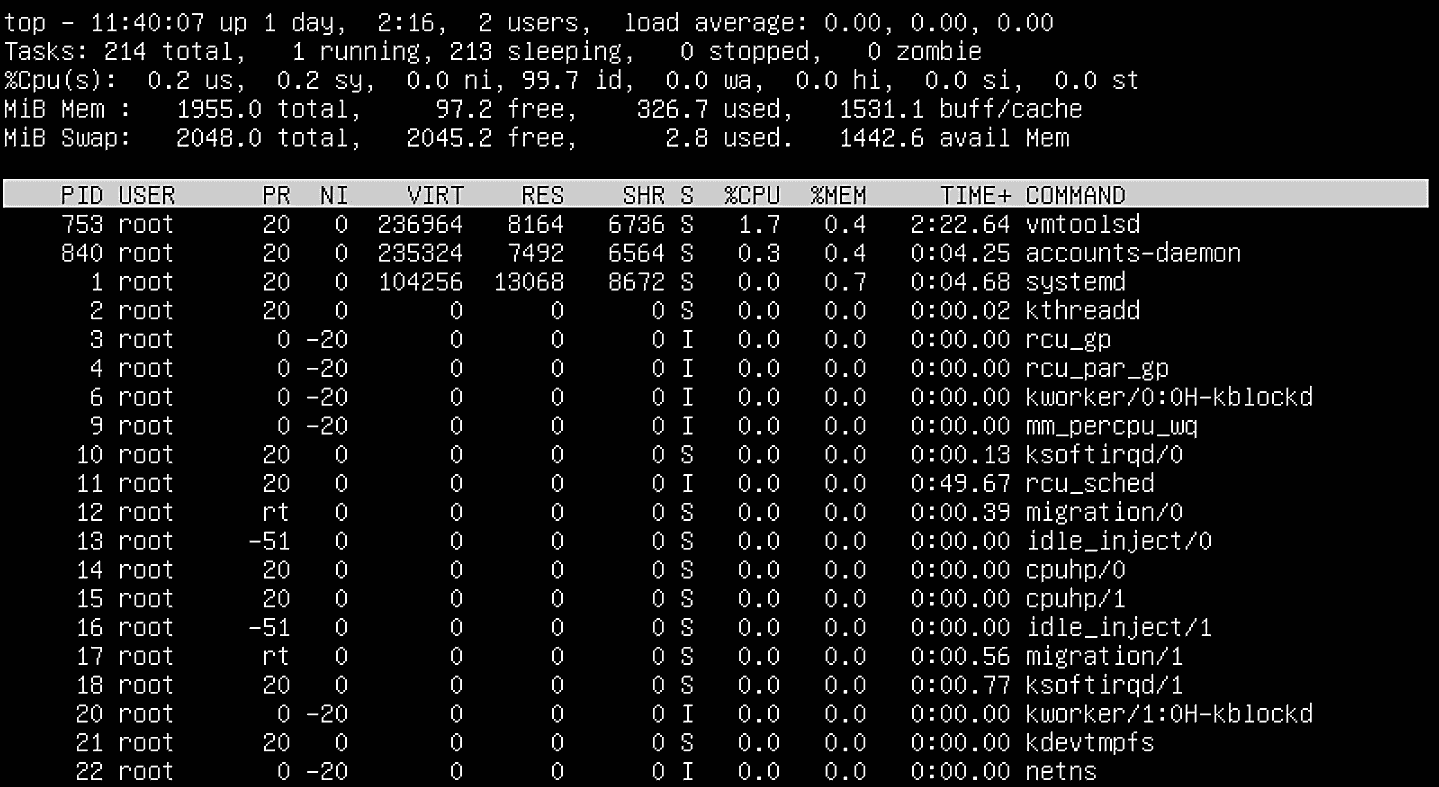 top - 11:40:07 up 1 day,  2:16,  2 users,  load average: 0.00, 0.00, 0.00
Tasks: 214 total,   1 running, 213 sleeping,   0 stopped,   0 zombie
%Cpu(s):  0.2 us,  0.2 sy,  0.0 ni, 99.7 id,  0.0 wa,  0.0 hi,  0.0 si,  0.0 st
MiB Mem :   1955.0 total,     97.2 free,    326.7 used,   1531.1 buff/cache
MiB Swap:   2048.0 total,   2045.2 free,      2.8 used.   1442.6 avail Mem
    PID USER      PR  NI    VIRT    RES    SHR S  %CPU  %MEM     TIME+ COMMAND
    753 root      20   0  236964   8164   6736 S   1.7   0.4   2:22.64 vmtoolsd
    840 root      20   0  235324   7492   6564 S   0.3   0.4   0:04.25 accounts-daemon
      1 root      20   0  104256  13068   8672 S   0.0   0.7   0:04.68 systemd
      2 root      20   0       0      0      0 S   0.0   0.0   0:00.02 kthreadd
      3 root       0 -20       0      0      0 I   0.0   0.0   0:00.00 rcu_gp
      4 root       0 -20       0      0      0 I   0.0   0.0   0:00.00 rcu_par_gp
      6 root       0 -20       0      0      0 I   0.0   0.0   0:00.00 kworker/0:0H-kblockd
      9 root       0 -20       0      0      0 I   0.0   0.0   0:00.00 mm_percpu_wq
     10 root      20   0       0      0      0 S   0.0   0.0   0:00.13 ksoftirqd/0
     11 root      20   0       0      0      0 I   0.0   0.0   0:49.67 rcu_sched
     12 root      rt   0       0      0      0 S   0.0   0.0   0:00.39 migration/0
     13 root     -51   0       0      0      0 S   0.0   0.0   0:00.00 idle_inject/0
     14 root      20   0       0      0      0 S   0.0   0.0   0:00.00 cpuhp/0
     15 root      20   0       0      0      0 S   0.0   0.0   0:00.00 cpuhp/1
     16 root     -51   0       0      0      0 S   0.0   0.0   0:00.00 idle_inject/1
     17 root      rt   0       0      0      0 S   0.0   0.0   0:00.56 migration/1
     18 root      20   0       0      0      0 S   0.0   0.0   0:00.77 ksoftirqd/1
     20 root       0 -20       0      0      0 I   0.0   0.0   0:00.00 kworker/1:0H-kblockd
     21 root      20   0       0      0      0 S   0.0   0.0   0:00.00 kdevtmpfs
     22 root       0 -20       0      0      0 I   0.0   0.0   0:00.00 netns